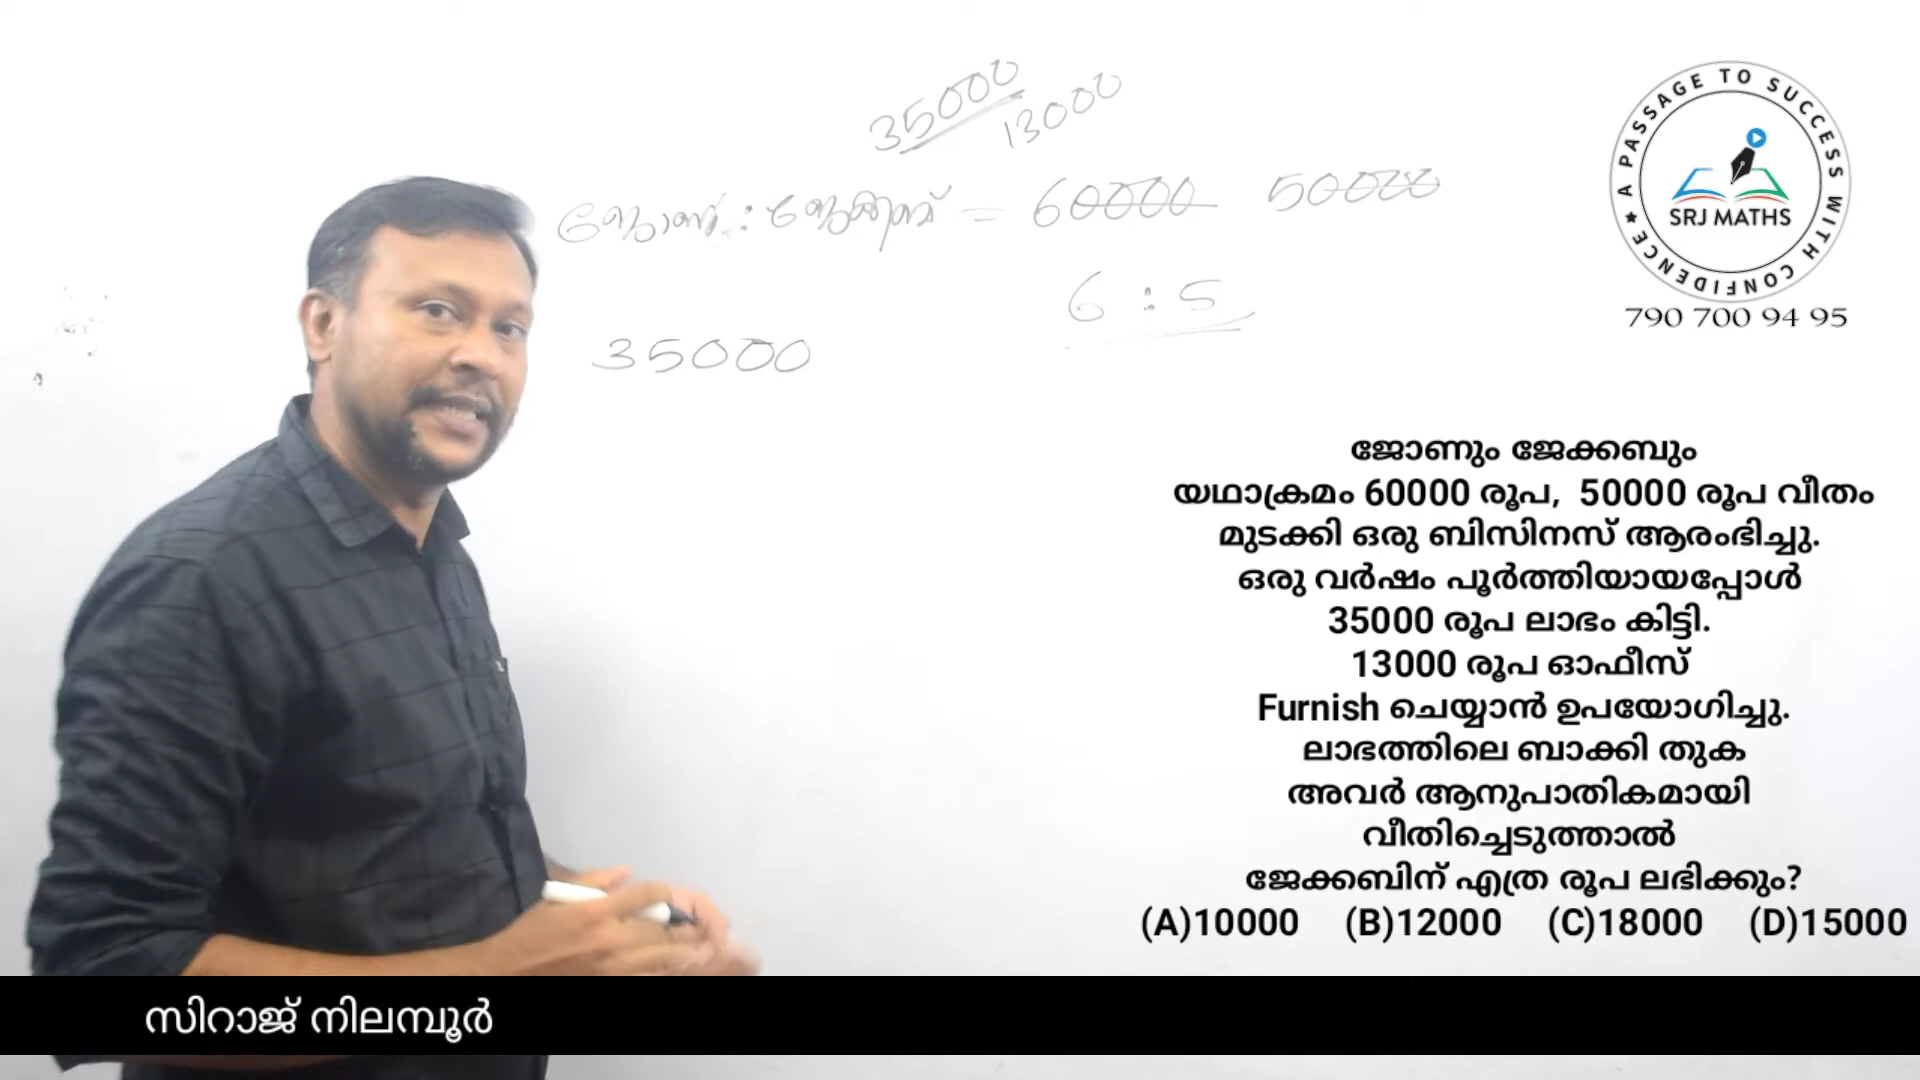 35000
13000
ജോൺ : ജേക്കബ് = 60000 50000
6 : 5
35000
A PASSAGE TO SUCCESS WITH CONFIDENCE ★
SRJ MATHS
790 700 94 95
ജോണും ജേക്കബും
യഥാക്രമം 60000 രൂപ, 50000 രൂപ വീതം
മുടക്കി ഒരു ബിസിനസ് ആരംഭിച്ചു.
ഒരു വർഷം പൂർത്തിയായപ്പോൾ
35000 രൂപ ലാഭം കിട്ടി.
13000 രൂപ ഓഫീസ്
Furnish ചെയ്യാൻ ഉപയോഗിച്ചു.
ലാഭത്തിലെ ബാക്കി തുക
അവർ ആനുപാതികമായി
വീതിച്ചെടുത്താൽ
ജേക്കബിന് എത്ര രൂപ ലഭിക്കും?
(A)10000 (B)12000 (C)18000 (D)15000
സിറാജ് നിലമ്പൂർ